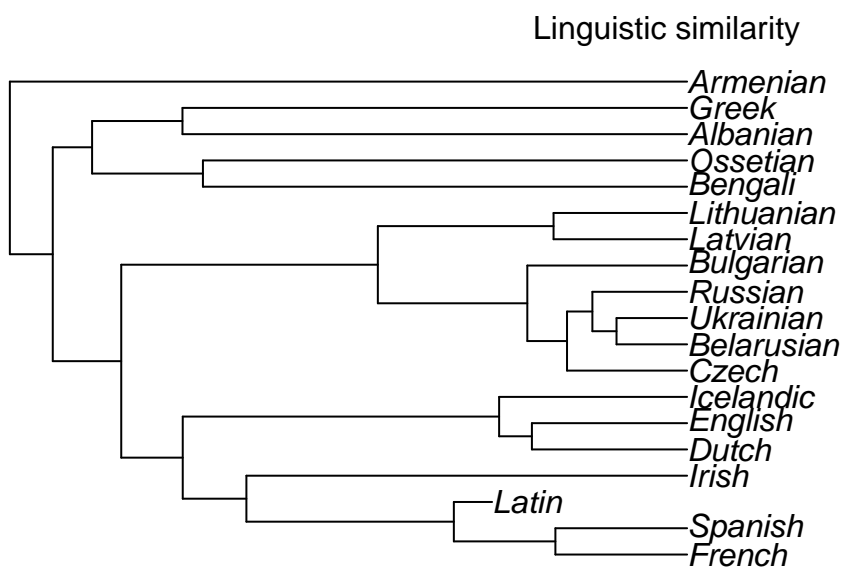 Linguistic similarity
Armenian
Greek
Albanian
Ossetian
Bengali
Lithuanian
Latvian
Bulgarian
Russian
Ukrainian
Belarusian
Czech
Icelandic
English
Dutch
Irish
Latin
Spanish
French